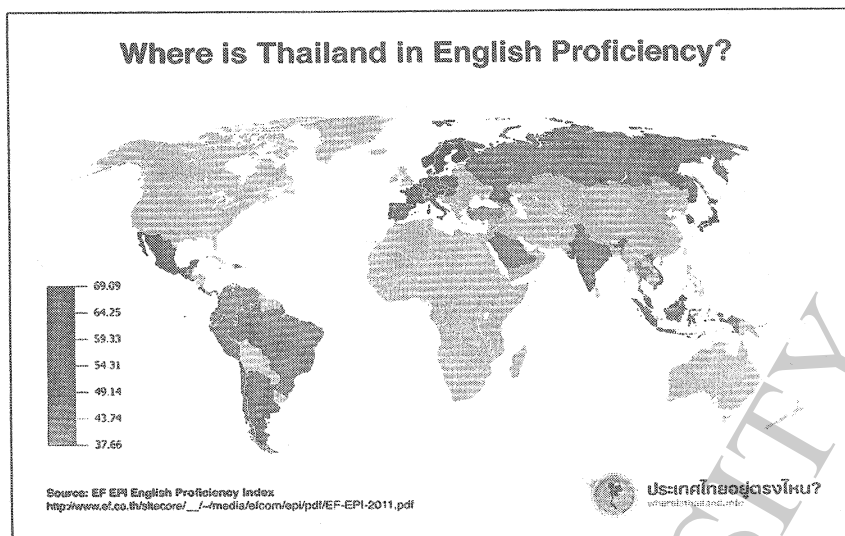 Where is Thailand in English Proficiency?
69.09
64.25
59.33
54.31
49.14
43.74
37.66
Source: EF EPI English Proficiency Index
http://www.ef.co.th/sitecore/__/~/media/efcom/epi/pdf/EF-EPI-2011.pdf
ประเทศไทยอยู่ตรงไหน?
whereisthailand.info
SITY